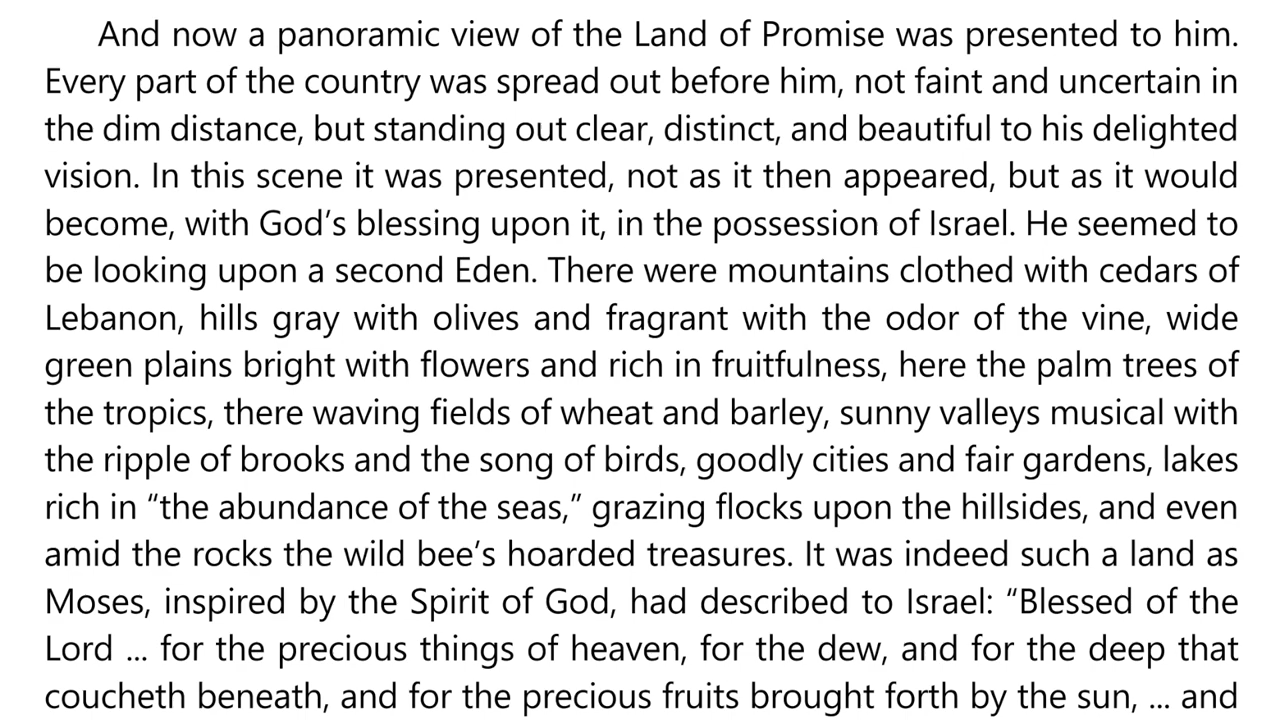 And now a panoramic view of the Land of Promise was presented to him.
Every part of the country was spread out before him, not faint and uncertain in
the dim distance, but standing out clear, distinct, and beautiful to his delighted
vision. In this scene it was presented, not as it then appeared, but as it would
become, with God’s blessing upon it, in the possession of Israel. He seemed to
be looking upon a second Eden. There were mountains clothed with cedars of
Lebanon, hills gray with olives and fragrant with the odor of the vine, wide
green plains bright with flowers and rich in fruitfulness, here the palm trees of
the tropics, there waving fields of wheat and barley, sunny valleys musical with
the ripple of brooks and the song of birds, goodly cities and fair gardens, lakes
rich in “the abundance of the seas,” grazing flocks upon the hillsides, and even
amid the rocks the wild bee’s hoarded treasures. It was indeed such a land as
Moses, inspired by the Spirit of God, had described to Israel: “Blessed of the
Lord ... for the precious things of heaven, for the dew, and for the deep that
coucheth beneath, and for the precious fruits brought forth by the sun, ... and